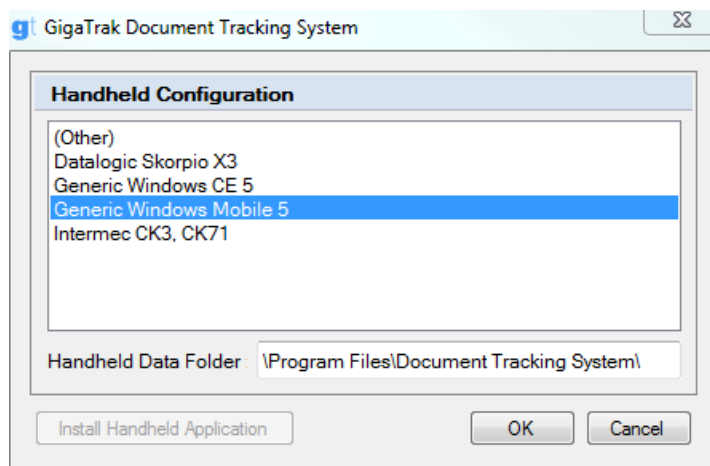 gt GigaTrak Document Tracking System
Handheld Configuration
(Other)
Datalogic Skorpio X3
Generic Windows CE 5
Generic Windows Mobile 5
Intermec CK3, CK71
Handheld Data Folder : \Program Files\Document Tracking System\
Install Handheld Application OK Cancel